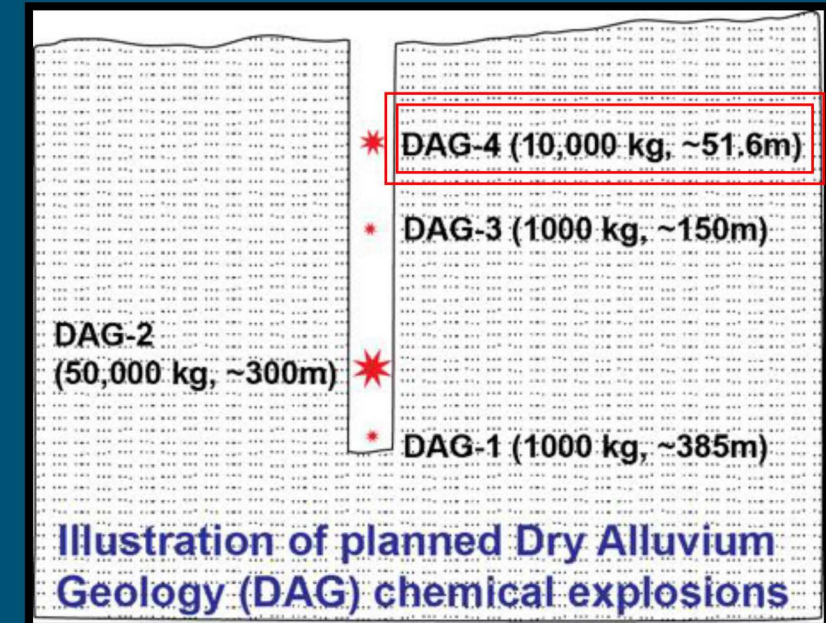 DAG-4 (10,000 kg, ~51.6m)
DAG-3 (1000 kg, ~150m)
DAG-2
(50,000 kg, ~300m)
DAG-1 (1000 kg, ~385m)
Illustration of planned Dry Alluvium
Geology (DAG) chemical explosions